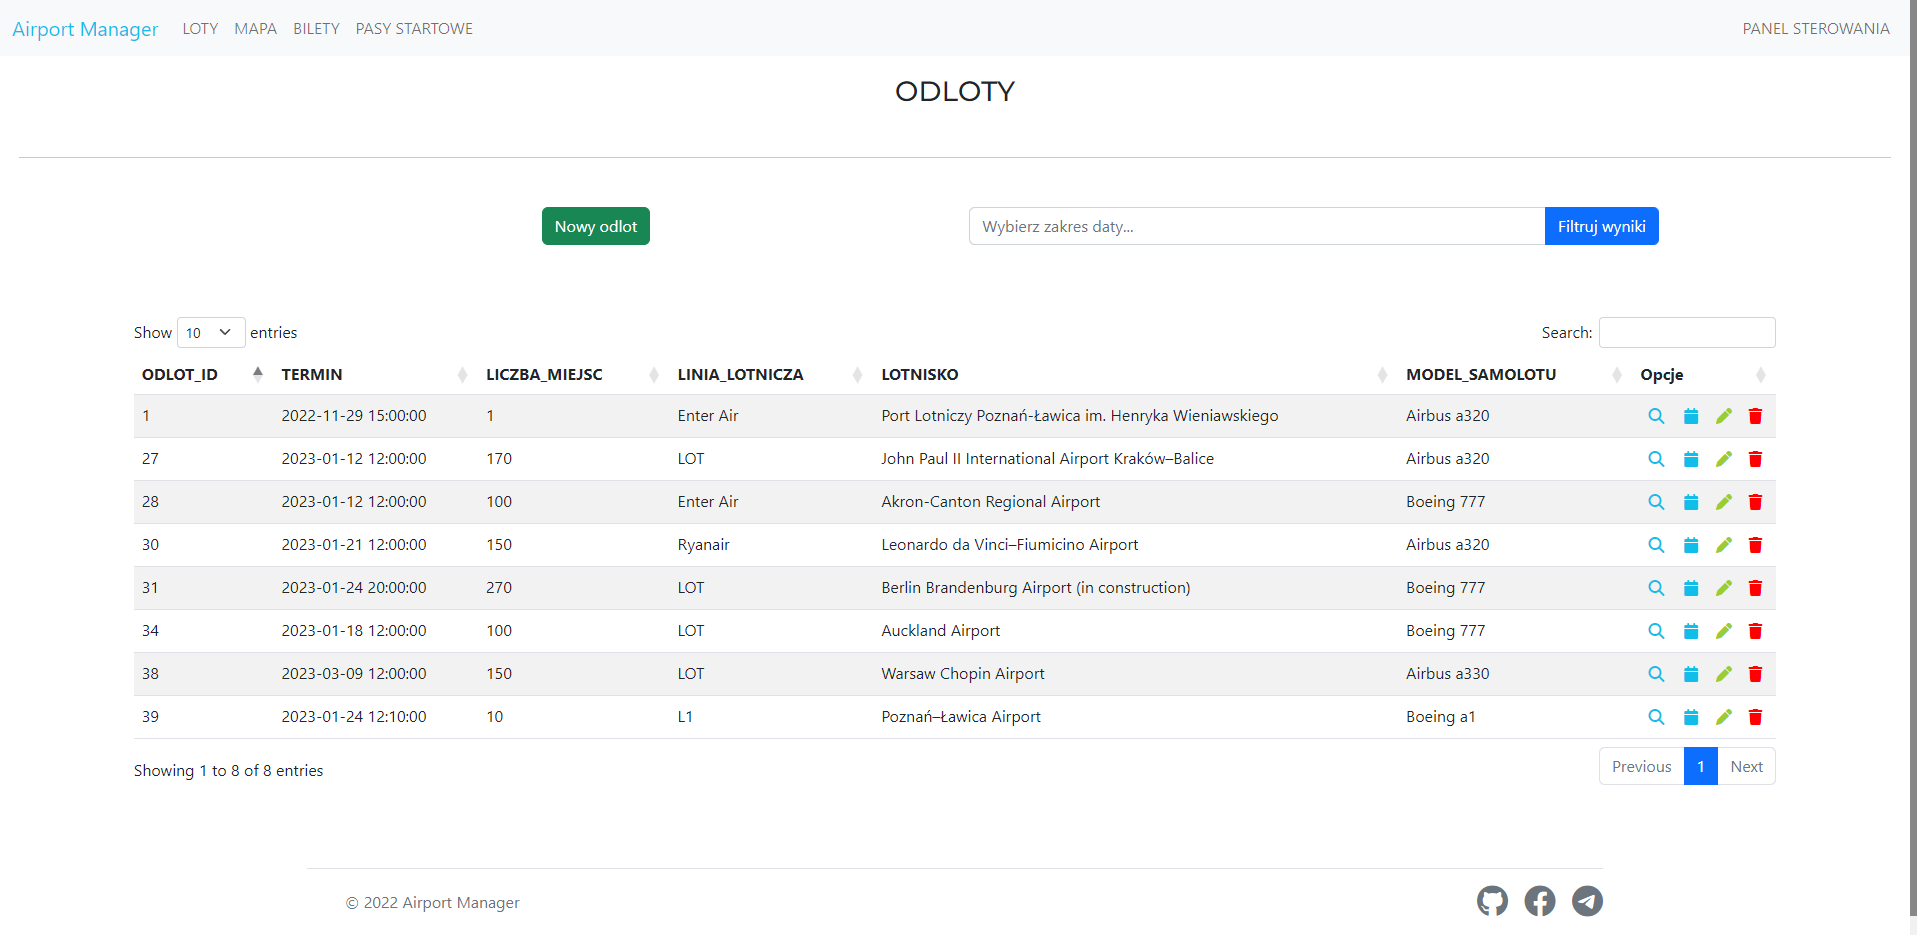 Airport Manager LOTY MAPA BILETY PASY STARTOWE PANEL STEROWANIA
ODLOTY
Nowy odlot Wybierz zakres daty... Filtruj wyniki
Show 10 entries Search:
ODLOT_ID TERMIN LICZBA_MIEJSC LINIA_LOTNICZA LOTNISKO MODEL_SAMOLOTU Opcje
1 2022-11-29 15:00:00 1 Enter Air Port Lotniczy Poznań-Ławica im. Henryka Wieniawskiego Airbus a320
27 2023-01-12 12:00:00 170 LOT John Paul II International Airport Kraków–Balice Airbus a320
28 2023-01-12 12:00:00 100 Enter Air Akron-Canton Regional Airport Boeing 777
30 2023-01-21 12:00:00 150 Ryanair Leonardo da Vinci–Fiumicino Airport Airbus a320
31 2023-01-24 20:00:00 270 LOT Berlin Brandenburg Airport (in construction) Boeing 777
34 2023-01-18 12:00:00 100 LOT Auckland Airport Boeing 777
38 2023-03-09 12:00:00 150 LOT Warsaw Chopin Airport Airbus a330
39 2023-01-24 12:10:00 10 L1 Poznań–Ławica Airport Boeing a1
Showing 1 to 8 of 8 entries Previous 1 Next
© 2022 Airport Manager